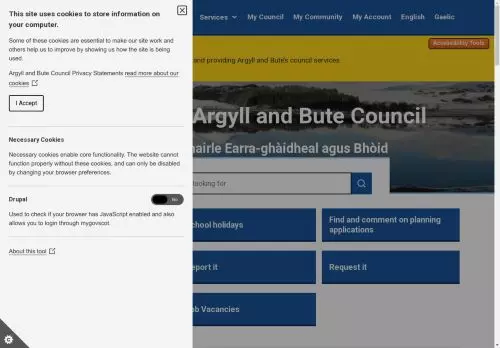 This site uses cookies to store information on
your computer.
Some of these cookies are essential to make our site work and
others help us to improve by showing us how the site is being
used.
Argyll and Bute Council Privacy Statements read more about our
cookies
I Accept
Necessary Cookies
Necessary cookies enable core functionality. The website cannot
function properly without these cookies, and can only be disabled
by changing your browser preferences.
Drupal
No
Used to check if your browser has JavaScript enabled and also
allows you to login through mygovscot.
About this tool
Services My Council My Community My Account English Gaelic
Accessibility Tools
and providing Argyll and Bute's council services.
Argyll and Bute Council
Earra-ghàidheal agus Bhòid
looking for
holidays
Find and comment on planning
applications
it
Request it
Vacancies